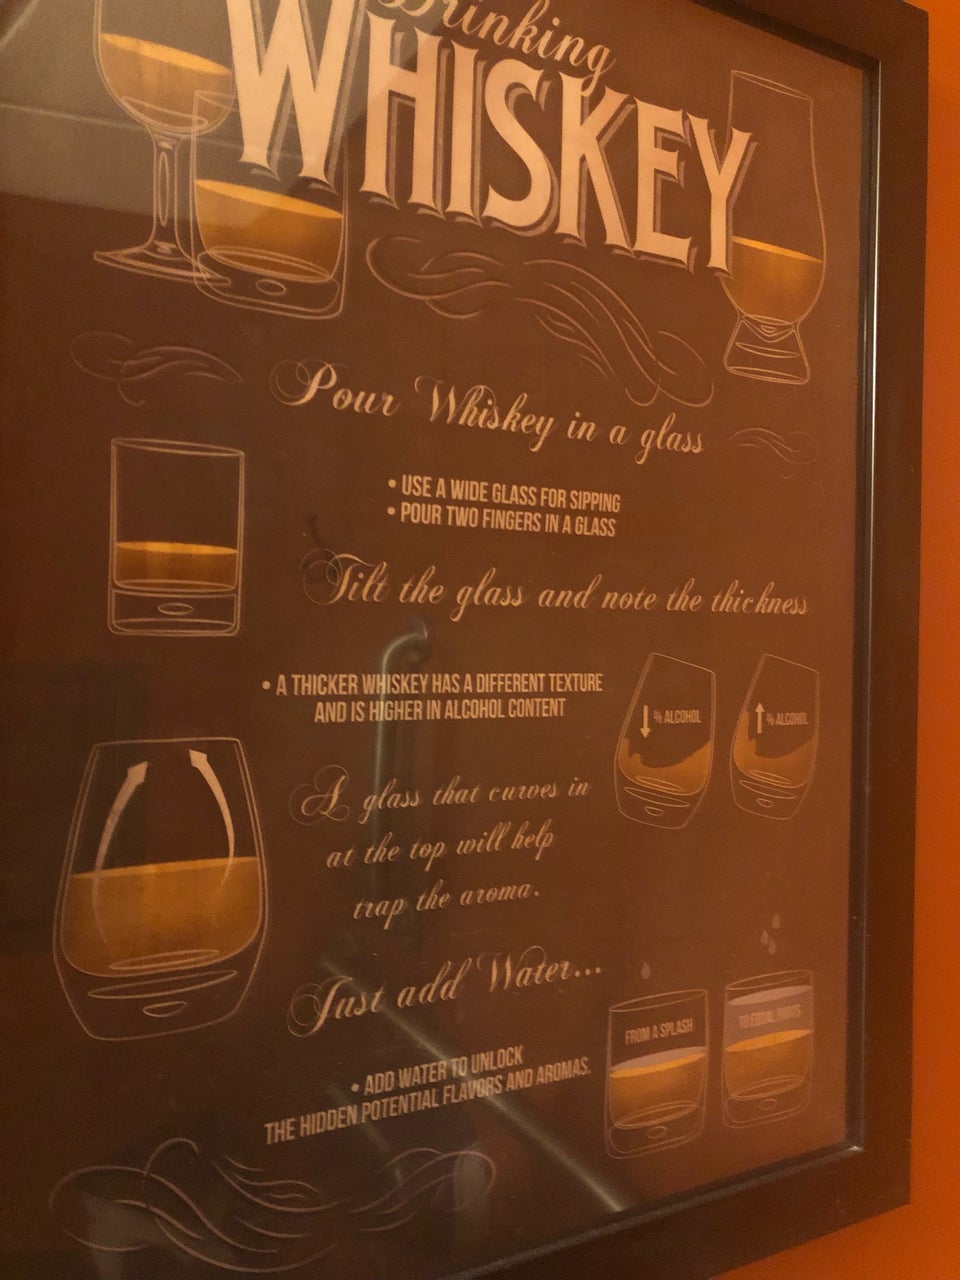 Drinking
WHISKEY
Pour Whiskey in a glass
• USE A WIDE GLASS FOR SIPPING
• POUR TWO FINGERS IN A GLASS
Tilt the glass and note the thickness
• A THICKER WHISKEY HAS A DIFFERENT TEXTURE
AND IS HIGHER IN ALCOHOL CONTENT
↓ % ALCOHOL
↑ % ALCOHOL
A glass that curves in
at the top will help
trap the aroma.
Just add Water...
FROM A SPLASH
TO EQUAL PARTS
• ADD WATER TO UNLOCK
THE HIDDEN POTENTIAL FLAVORS AND AROMAS.